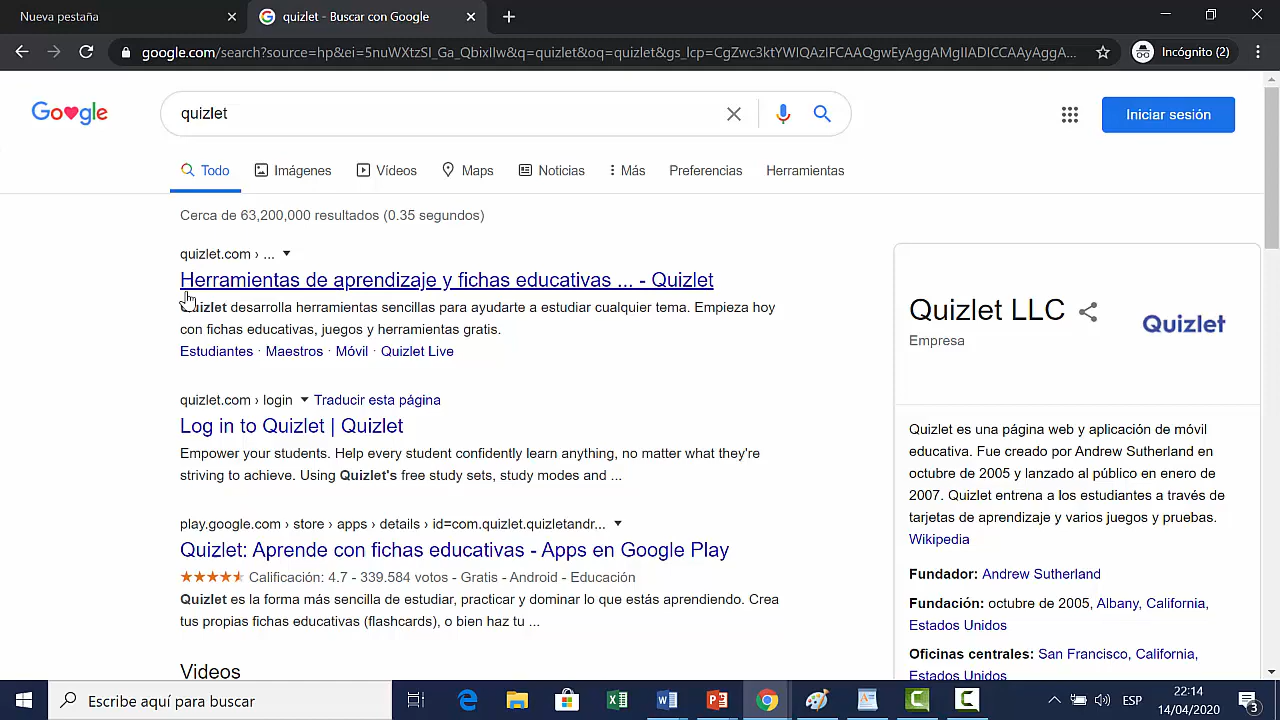 Nueva pestaña
quizlet - Buscar con Google
google.com/search?source=hp&ei=5nuWXtzSI_Ga_QbixIIw&q=quizlet&oq=quizlet&gs_lcp=CgZwc3ktYWIQAzIFCAAQgwEyAggAMgIIADICCAAyAggA...
Incógnito (2)
Google
quizlet
Iniciar sesión
Todo
Imágenes
Vídeos
Maps
Noticias
Más
Preferencias
Herramientas
Cerca de 63,200,000 resultados (0.35 segundos)
quizlet.com › ...
Herramientas de aprendizaje y fichas educativas ... - Quizlet
Quizlet desarrolla herramientas sencillas para ayudarte a estudiar cualquier tema. Empieza hoy
con fichas educativas, juegos y herramientas gratis.
Estudiantes · Maestros · Móvil · Quizlet Live
quizlet.com › login
Traducir esta página
Log in to Quizlet | Quizlet
Empower your students. Help every student confidently learn anything, no matter what they're
striving to achieve. Using Quizlet's free study sets, study modes and ...
play.google.com › store › apps › details › id=com.quizlet.quizletandr...
Quizlet: Aprende con fichas educativas - Apps en Google Play
Calificación: 4.7 - 339.584 votos - Gratis - Android - Educación
Quizlet es la forma más sencilla de estudiar, practicar y dominar lo que estás aprendiendo. Crea
tus propias fichas educativas (flashcards), o bien haz tu ...
Videos
Quizlet LLC
Empresa
Quizlet
Quizlet es una página web y aplicación de móvil
educativa. Fue creado por Andrew Sutherland en
octubre de 2005 y lanzado al público en enero de
2007. Quizlet entrena a los estudiantes a través de
tarjetas de aprendizaje y varios juegos y pruebas.
Wikipedia
Fundador: Andrew Sutherland
Fundación: octubre de 2005, Albany, California,
Estados Unidos
Oficinas centrales: San Francisco, California,
Estados Unidos
Escribe aquí para buscar
ESP
22:14
14/04/2020
3